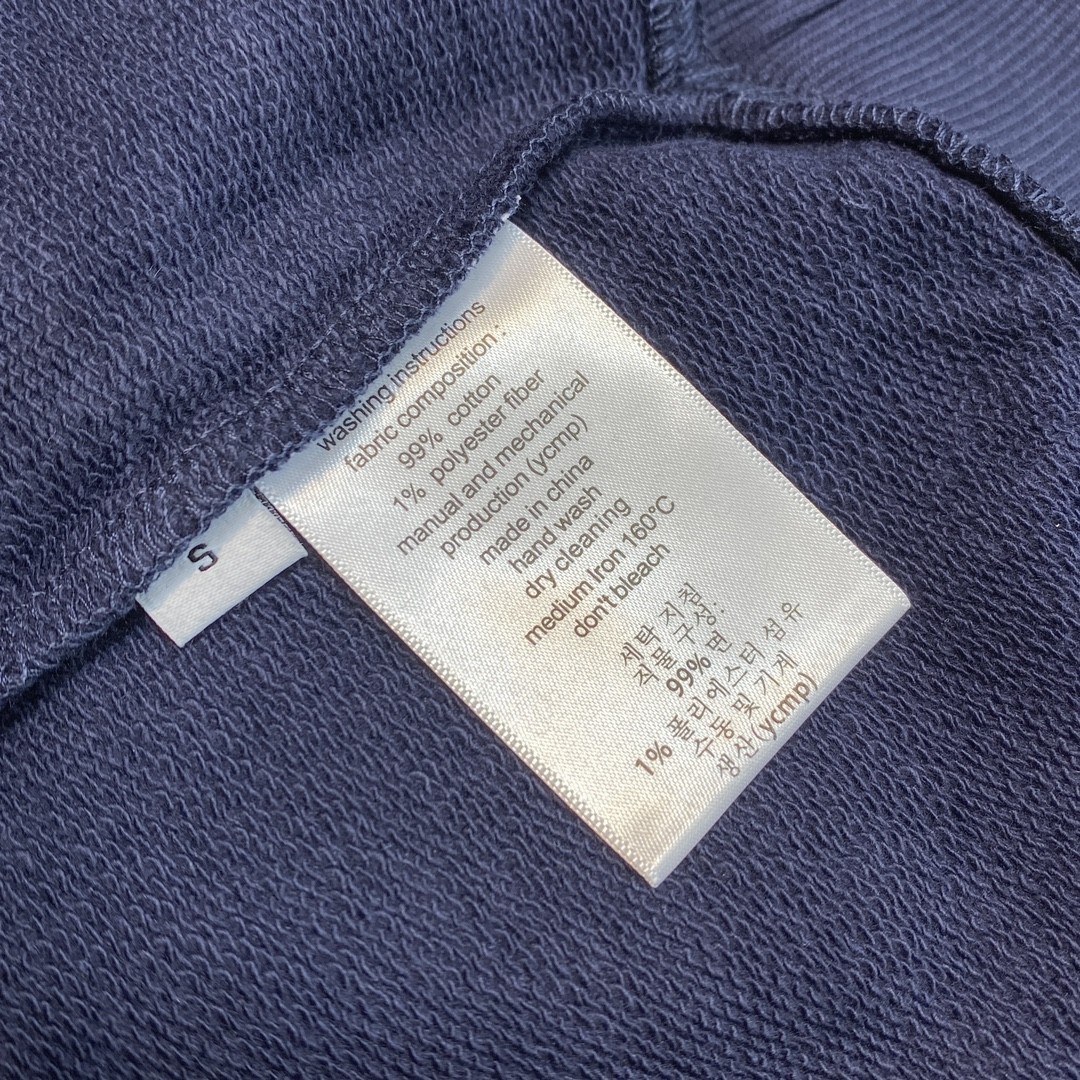 washing instructions
fabric composition :
99% cotton
1% polyester fiber
manual and mechanical
production (ycmp)
made in china
hand wash
dry cleaning
medium Iron 160°C
don't bleach
세탁 지침
직물구성:
99% 면
1% 폴리에스터 섬유
수동 및 기계
생산(ycmp)
S